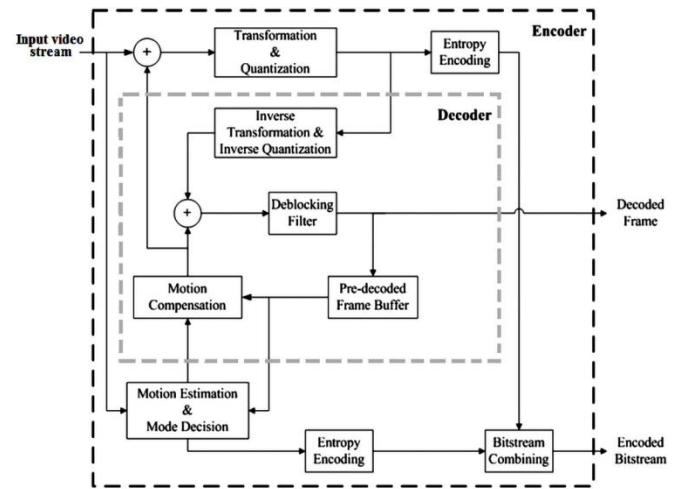 Input video
stream
+
Transformation
&
Quantization
Entropy
Encoding
Encoder
Inverse
Transformation &
Inverse Quantization
Decoder
+
Deblocking
Filter
Decoded
Frame
Motion
Compensation
Pre-decoded
Frame Buffer
Motion Estimation
&
Mode Decision
Entropy
Encoding
Bitstream
Combining
Encoded
Bitstream